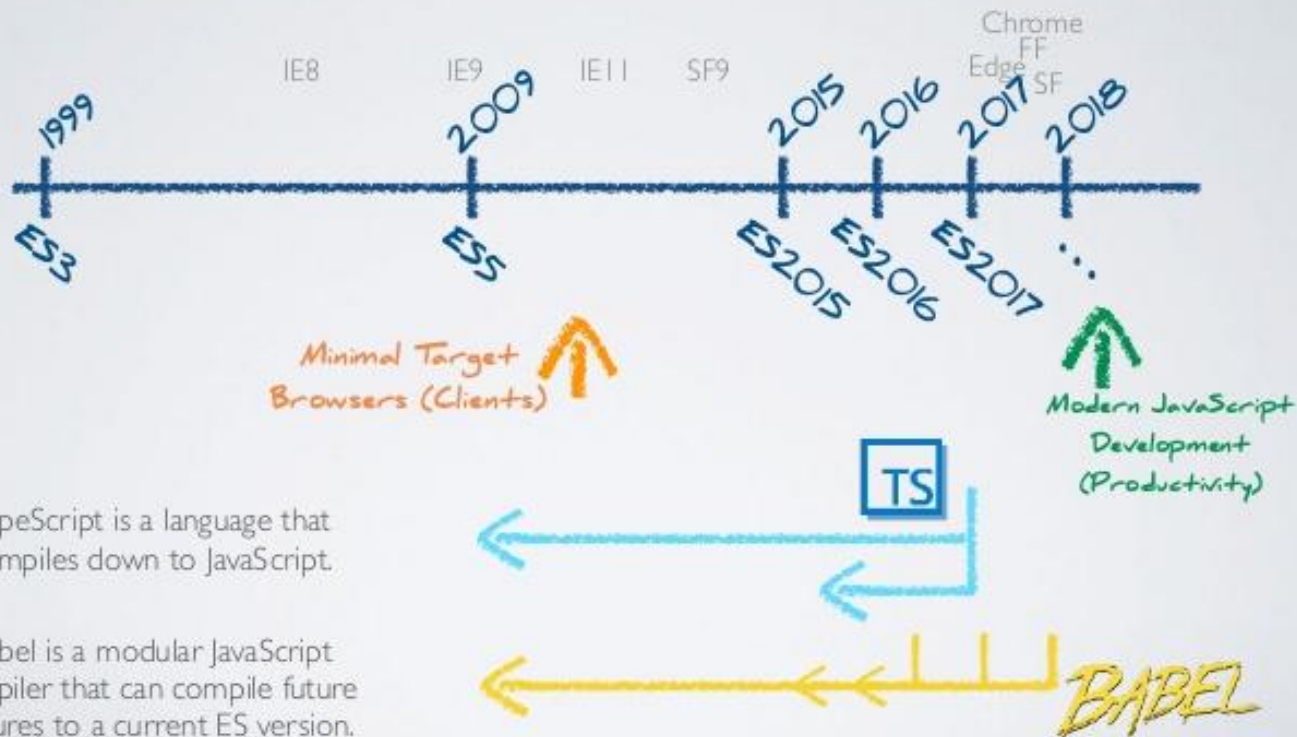 Chrome
FF
IE8 IE9 IE11 SF9 Edge SF
1999 2009 2015 2016 2017 2018
ES3 ES5 ES2015 ES2016 ES2017 ...
Minimal Target
Browsers (Clients)
Modern JavaScript
Development
(Productivity)
TS
peScript is a language that
mpiles down to JavaScript.
bel is a modular JavaScript
piler that can compile future
ures to a current ES version.
BABEL